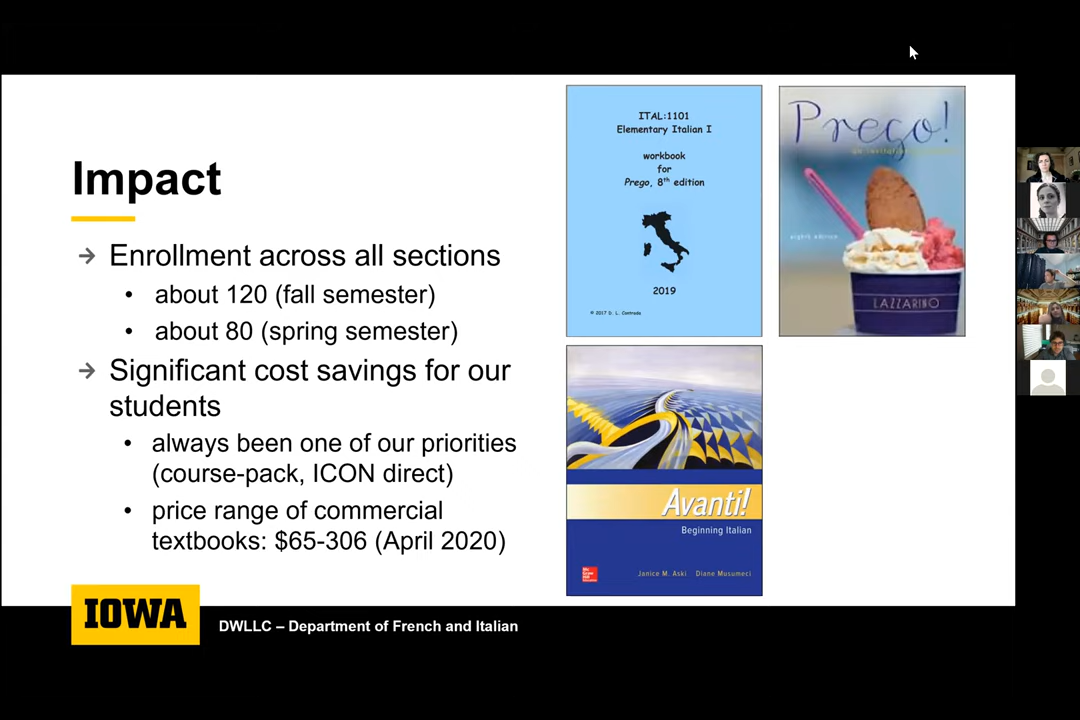 Impact
→ Enrollment across all sections
• about 120 (fall semester)
• about 80 (spring semester)
→ Significant cost savings for our
students
• always been one of our priorities
(course-pack, ICON direct)
• price range of commercial
textbooks: $65-306 (April 2020)
ITAL:1101
Elementary Italian I
workbook
for
Prego, 8th edition
2019
© 2017 D. L. Contrada
Prego!
an invitation
eighth edition
LAZZARINO
Avanti!
Beginning Italian
Janice M. Aski Diane Musumeci
IOWA
DWLLC – Department of French and Italian